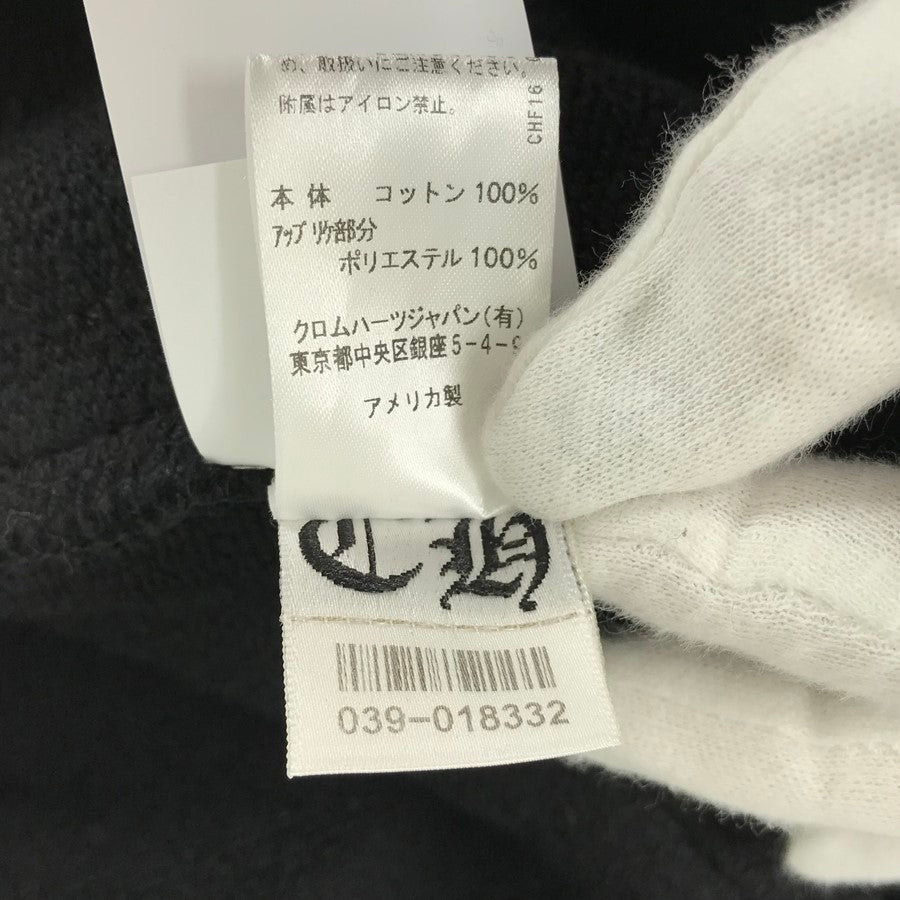 め、取扱いにご注意ください。
附属はアイロン禁止。
CHF16
本体 コットン 100%
アップリケ部分
ポリエステル 100%
クロムハーツジャパン(有)
東京都中央区銀座5-4-9
アメリカ製
CH
039-018332